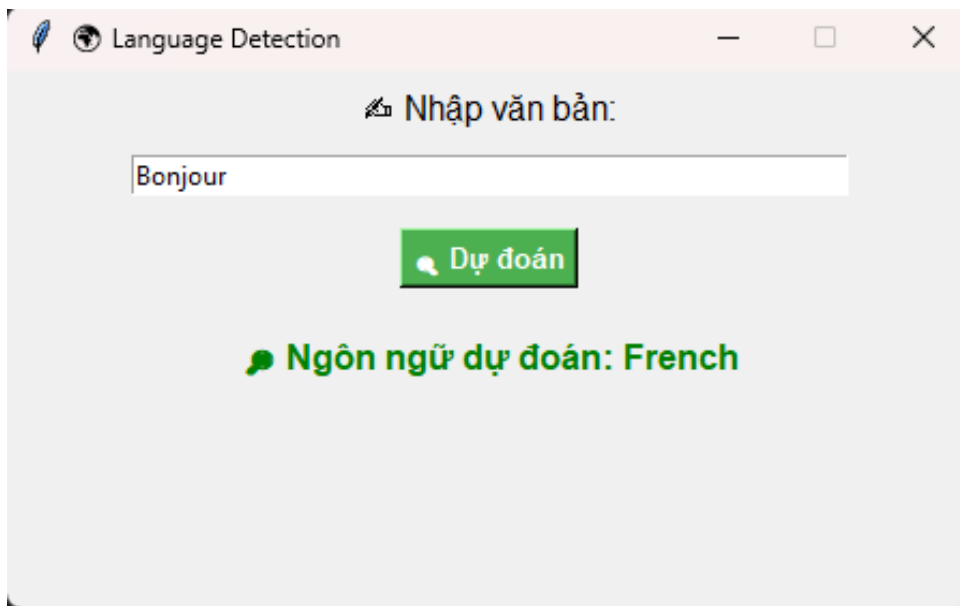 Language Detection
Nhập văn bản:
Bonjour
Dự đoán
Ngôn ngữ dự đoán: French